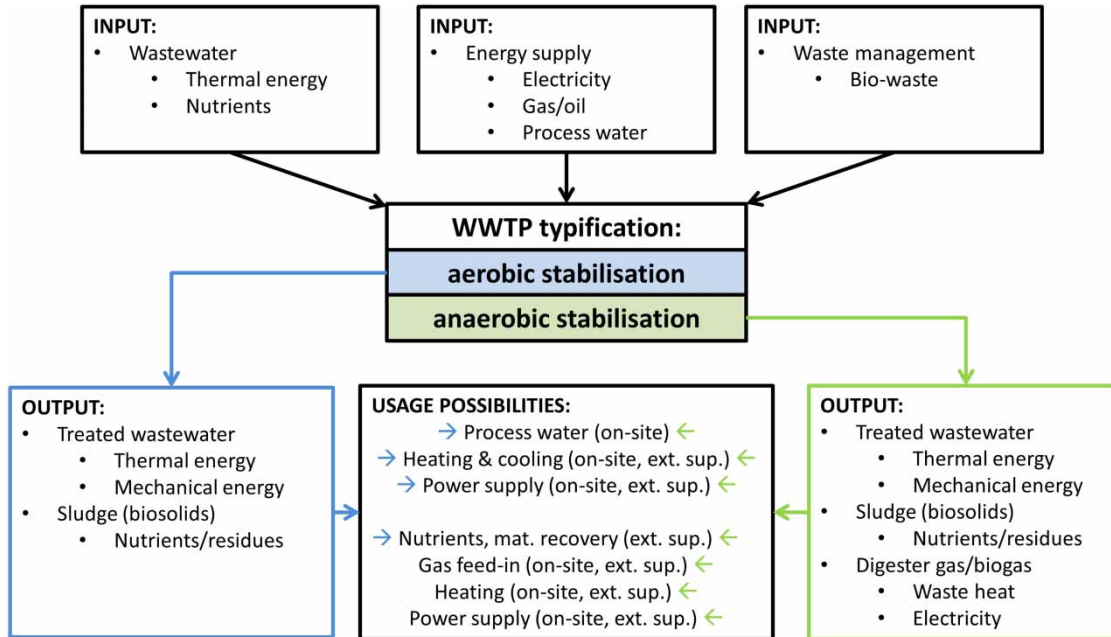 INPUT:
• Wastewater
• Thermal energy
• Nutrients
INPUT:
• Energy supply
• Electricity
• Gas/oil
• Process water
INPUT:
• Waste management
• Bio-waste
WWTP typification:
aerobic stabilisation
anaerobic stabilisation
OUTPUT:
• Treated wastewater
• Thermal energy
• Mechanical energy
• Sludge (biosolids)
• Nutrients/residues
USAGE POSSIBILITIES:
→ Process water (on-site) ←
→ Heating & cooling (on-site, ext. sup.) ←
→ Power supply (on-site, ext. sup.) ←
→ Nutrients, mat. recovery (ext. sup.) ←
Gas feed-in (on-site, ext. sup.) ←
Heating (on-site, ext. sup.) ←
Power supply (on-site, ext. sup.) ←
OUTPUT:
• Treated wastewater
• Thermal energy
• Mechanical energy
• Sludge (biosolids)
• Nutrients/residues
• Digester gas/biogas
• Waste heat
• Electricity